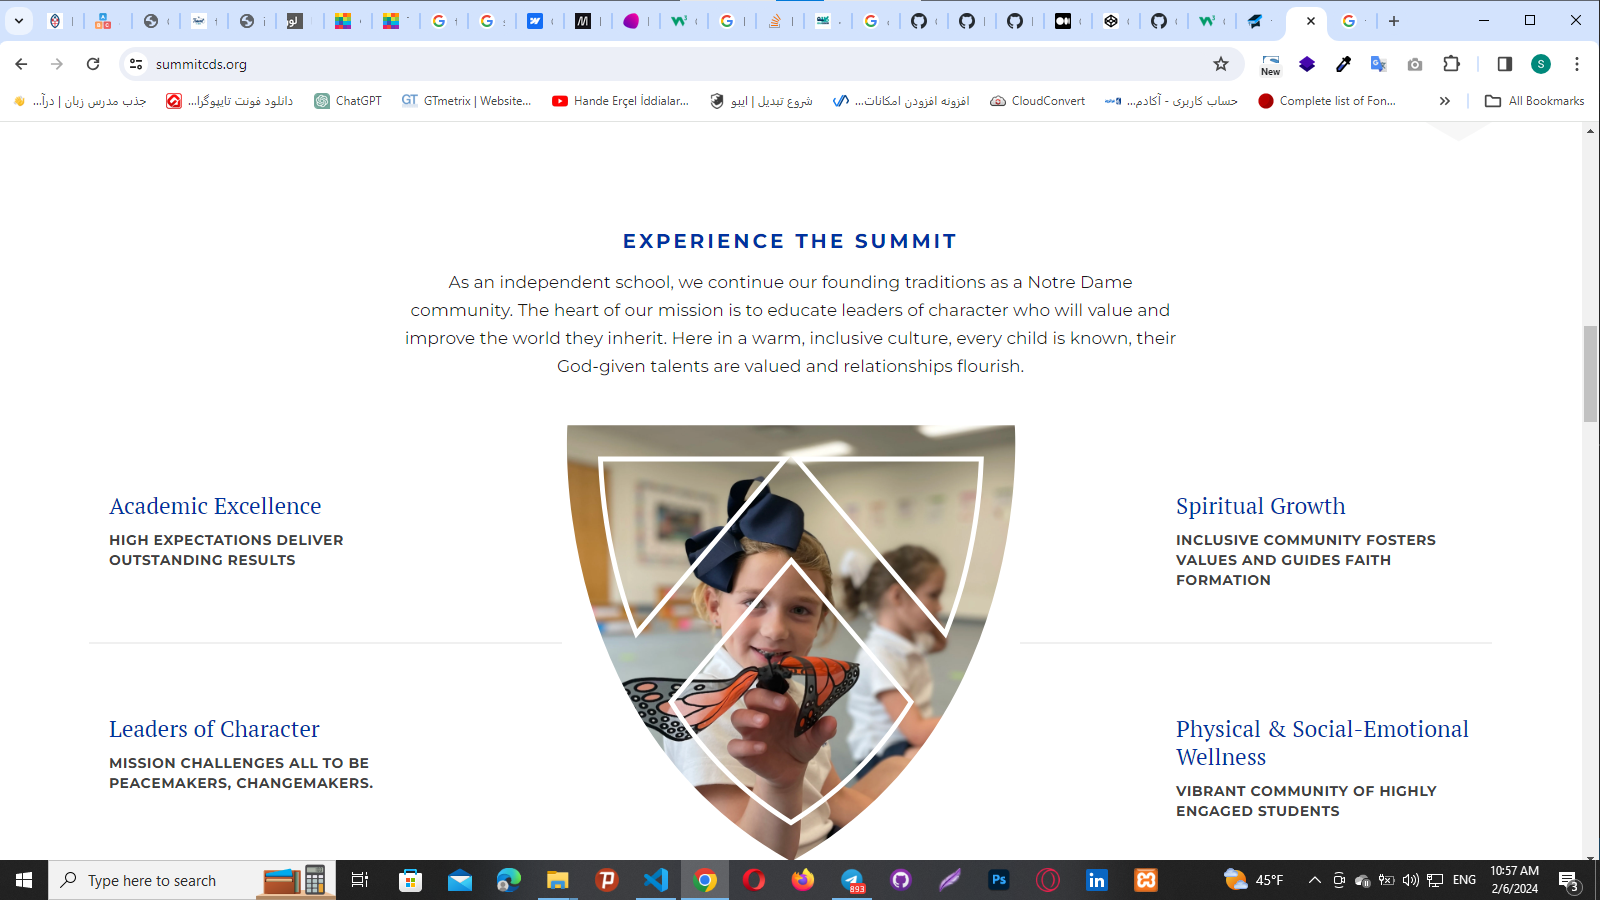 summitcds.org
New
S
جذب مدرس زبان | درآ...
دانلود فونت تایپوگرا...
ChatGPT
GT
GTmetrix | Website...
Hande Erçel İddialar...
شروع تبدیل | ایبو
افزونه افزودن امکانات...
CloudConvert
حساب کاربری - آکادم...
Complete list of Fon...
All Bookmarks
EXPERIENCE THE SUMMIT
As an independent school, we continue our founding traditions as a Notre Dame
community. The heart of our mission is to educate leaders of character who will value and
improve the world they inherit. Here in a warm, inclusive culture, every child is known, their
God-given talents are valued and relationships flourish.
Academic Excellence
HIGH EXPECTATIONS DELIVER
OUTSTANDING RESULTS
Spiritual Growth
INCLUSIVE COMMUNITY FOSTERS
VALUES AND GUIDES FAITH
FORMATION
Leaders of Character
MISSION CHALLENGES ALL TO BE
PEACEMAKERS, CHANGEMAKERS.
Physical & Social-Emotional
Wellness
VIBRANT COMMUNITY OF HIGHLY
ENGAGED STUDENTS
Type here to search
893
Ps
in
45°F
ENG
10:57 AM
2/6/2024
3